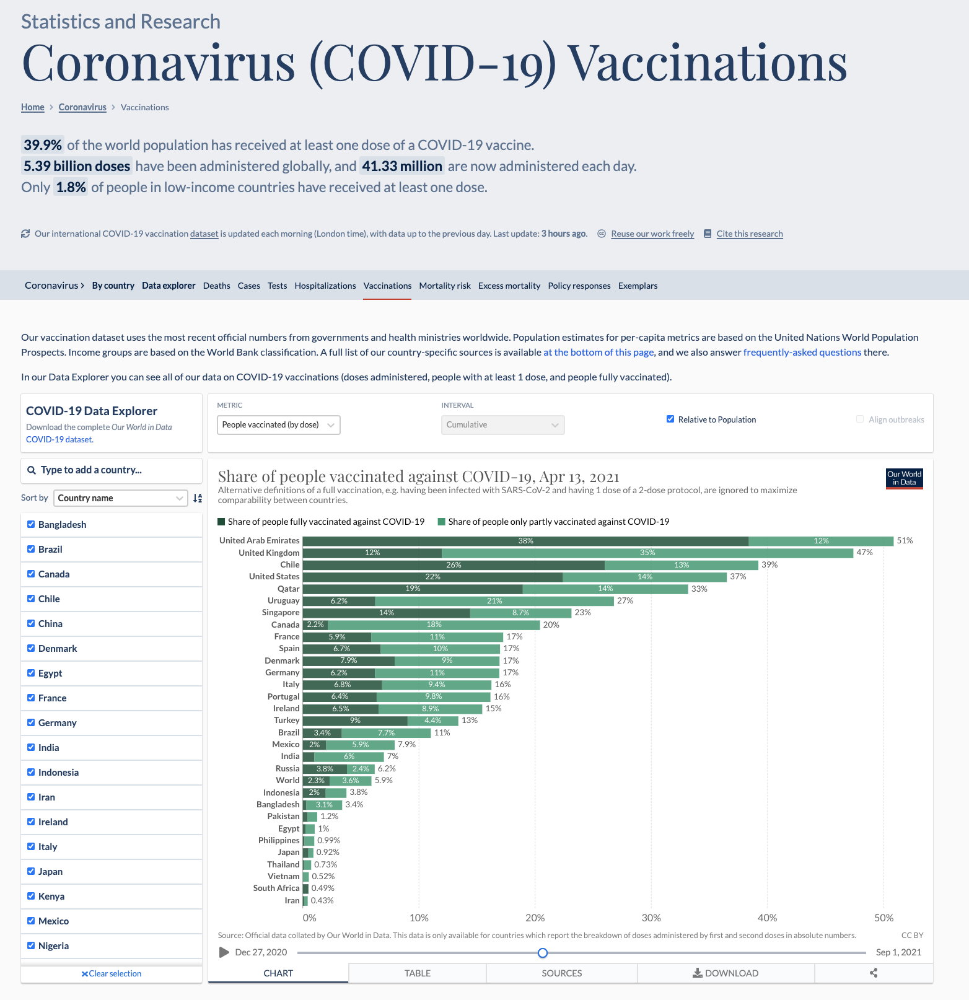 Statistics and Research
Coronavirus (COVID-19) Vaccinations
Home › Coronavirus › Vaccinations
39.9% of the world population has received at least one dose of a COVID-19 vaccine.
5.39 billion doses have been administered globally, and 41.33 million are now administered each day.
Only 1.8% of people in low-income countries have received at least one dose.
Our international COVID-19 vaccination dataset is updated each morning (London time), with data up to the previous day. Last update: 3 hours ago. Reuse our work freely Cite this research
Coronavirus › By country Data explorer Deaths Cases Tests Hospitalizations Vaccinations Mortality risk Excess mortality Policy responses Exemplars
Our vaccination dataset uses the most recent official numbers from governments and health ministries worldwide. Population estimates for per-capita metrics are based on the United Nations World Population
Prospects. Income groups are based on the World Bank classification. A full list of our country-specific sources is available at the bottom of this page, and we also answer frequently-asked questions there.
In our Data Explorer you can see all of our data on COVID-19 vaccinations (doses administered, people with at least 1 dose, and people fully vaccinated).
COVID-19 Data Explorer
Download the complete Our World in Data
COVID-19 dataset.
METRIC
People vaccinated (by dose)
INTERVAL
Cumulative
Relative to Population
Align outbreaks
Type to add a country...
Sort by Country name
Bangladesh
Brazil
Canada
Chile
China
Denmark
Egypt
France
Germany
India
Indonesia
Iran
Ireland
Italy
Japan
Kenya
Mexico
Nigeria
Clear selection
Share of people vaccinated against COVID-19, Apr 13, 2021
Alternative definitions of a full vaccination, e.g. having been infected with SARS-CoV-2 and having 1 dose of a 2-dose protocol, are ignored to maximize
comparability between countries.
Our World
in Data
Share of people fully vaccinated against COVID-19 Share of people only partly vaccinated against COVID-19
United Arab Emirates 38% 12% 51%
United Kingdom 12% 35% 47%
Chile 26% 13% 39%
United States 22% 14% 37%
Qatar 19% 14% 33%
Uruguay 6.2% 21% 27%
Singapore 14% 8.7% 23%
Canada 2.2% 18% 20%
France 5.9% 11% 17%
Spain 6.7% 10% 17%
Denmark 7.9% 9% 17%
Germany 6.2% 11% 17%
Italy 6.8% 9.4% 16%
Portugal 6.4% 9.8% 16%
Ireland 6.5% 8.9% 15%
Turkey 9% 4.4% 13%
Brazil 3.4% 7.7% 11%
Mexico 2% 5.9% 7.9%
India 6% 7%
Russia 3.8% 2.4% 6.2%
World 2.3% 3.6% 5.9%
Indonesia 2% 3.8%
Bangladesh 3.1% 3.4%
Pakistan 1.2%
Egypt 1%
Philippines 0.99%
Japan 0.92%
Thailand 0.73%
Vietnam 0.52%
South Africa 0.49%
Iran 0.43%
0% 10% 20% 30% 40% 50%
Source: Official data collated by Our World in Data. This data is only available for countries which report the breakdown of doses administered by first and second doses in absolute numbers. CC BY
Dec 27, 2020 Sep 1, 2021
CHART TABLE SOURCES DOWNLOAD